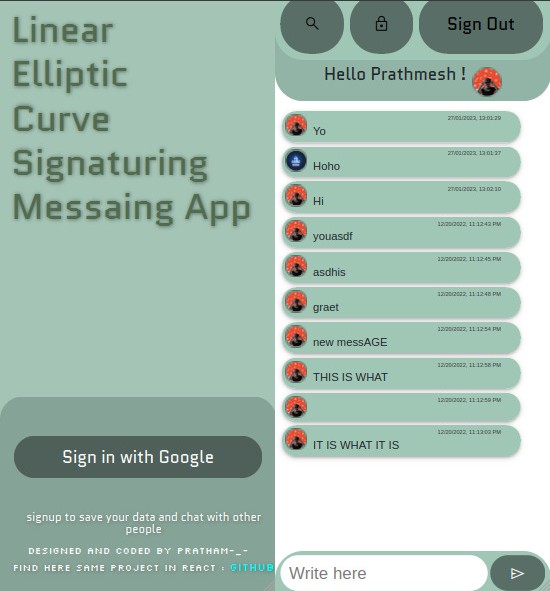 Linear
Elliptic
Curve
Signaturing
Messaing App
Sign in with Google
signup to save your data and chat with other
people
DESIGNED AND CODED BY PRATHAM-_-
FIND HERE SAME PROJECT IN REACT : GITHUB
Sign Out
Hello Prathmesh !
27/01/2023, 13:01:29
Yo
27/01/2023, 13:01:37
Hoho
27/01/2023, 13:02:10
Hi
12/20/2022, 11:12:43 PM
youasdf
12/20/2022, 11:12:45 PM
asdhis
12/20/2022, 11:12:48 PM
graet
12/20/2022, 11:12:54 PM
new messAGE
12/20/2022, 11:12:58 PM
THIS IS WHAT
12/20/2022, 11:12:59 PM
12/20/2022, 11:13:03 PM
IT IS WHAT IT IS
Write here